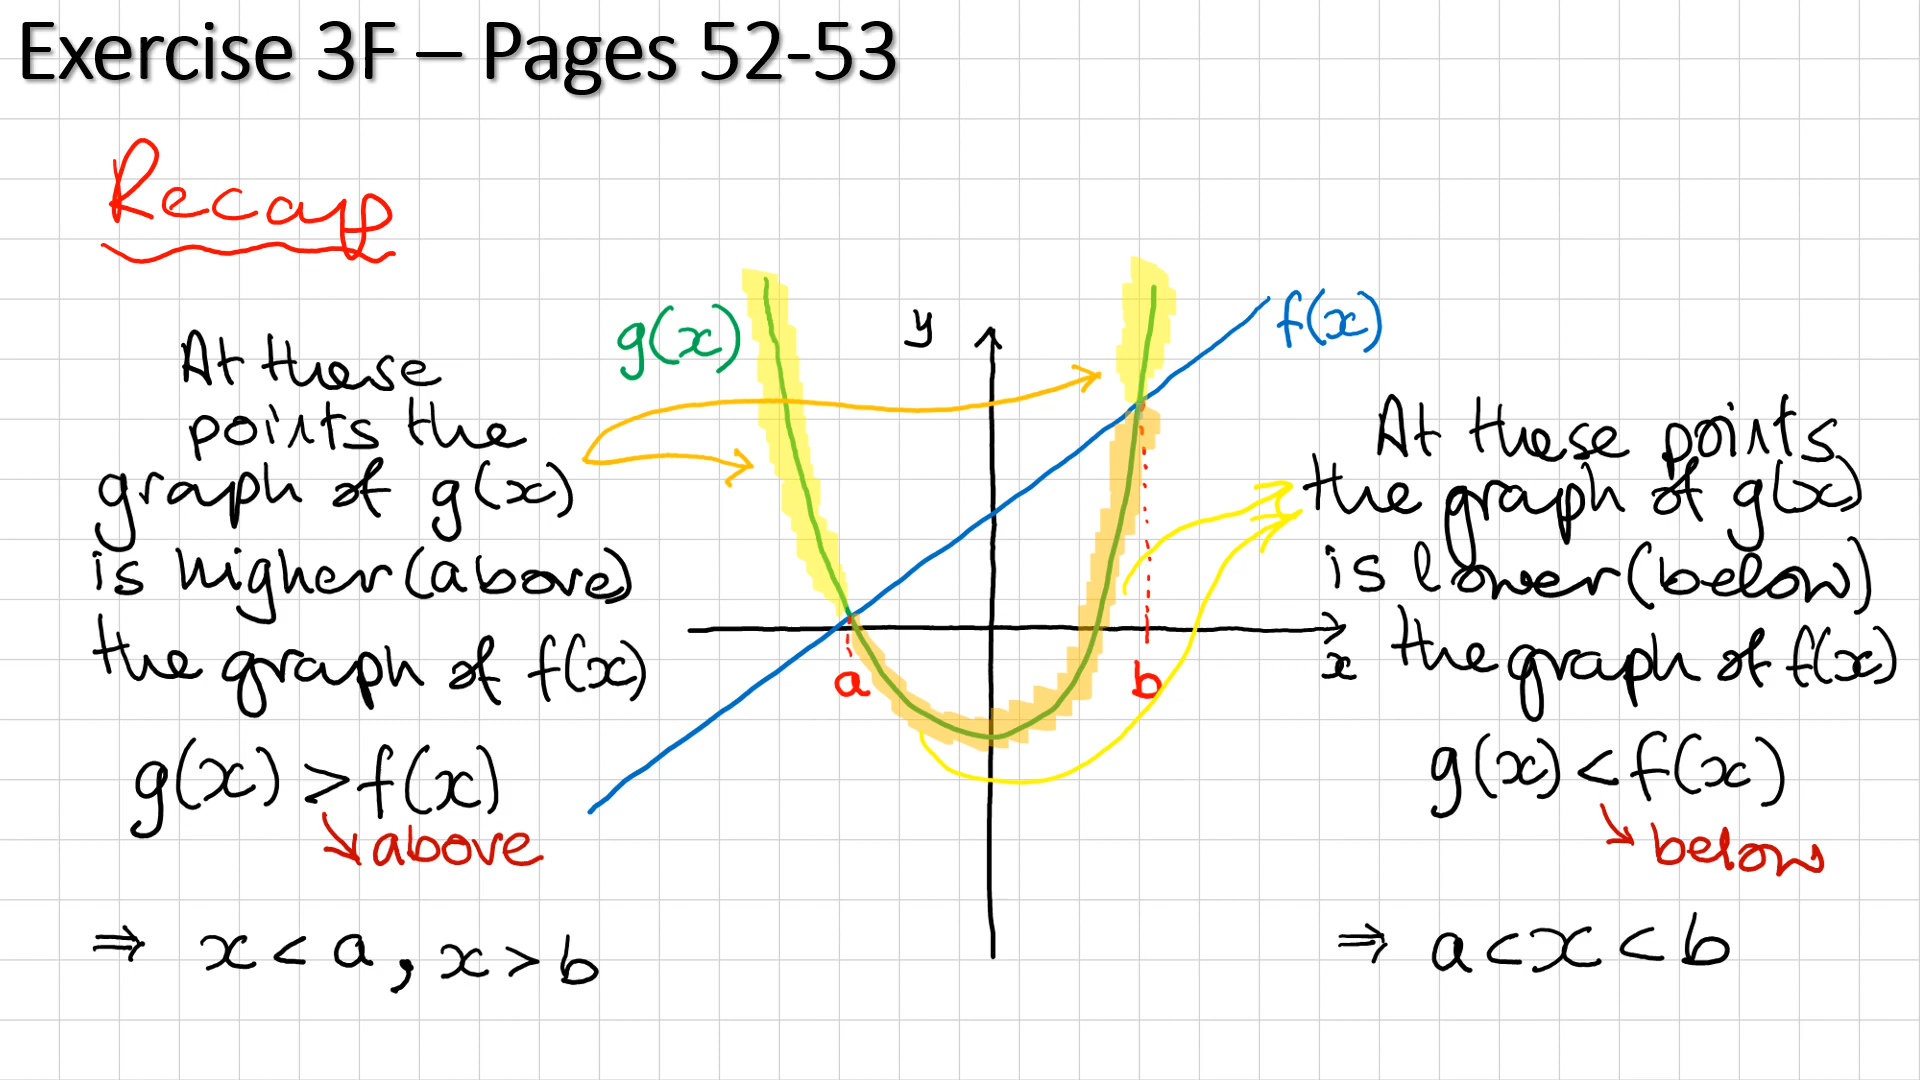 Exercise 3F – Pages 52-53
Recap
At these
points the
graph of g(x)
is higher (above)
the graph of f(x)
g(x) > f(x)
above
⇒ x < a, x > b
g(x)
y
f(x)
x
a
b
At these points
the graph of g(x)
is lower (below)
the graph of f(x)
g(x) < f(x)
below
⇒ a < x < b